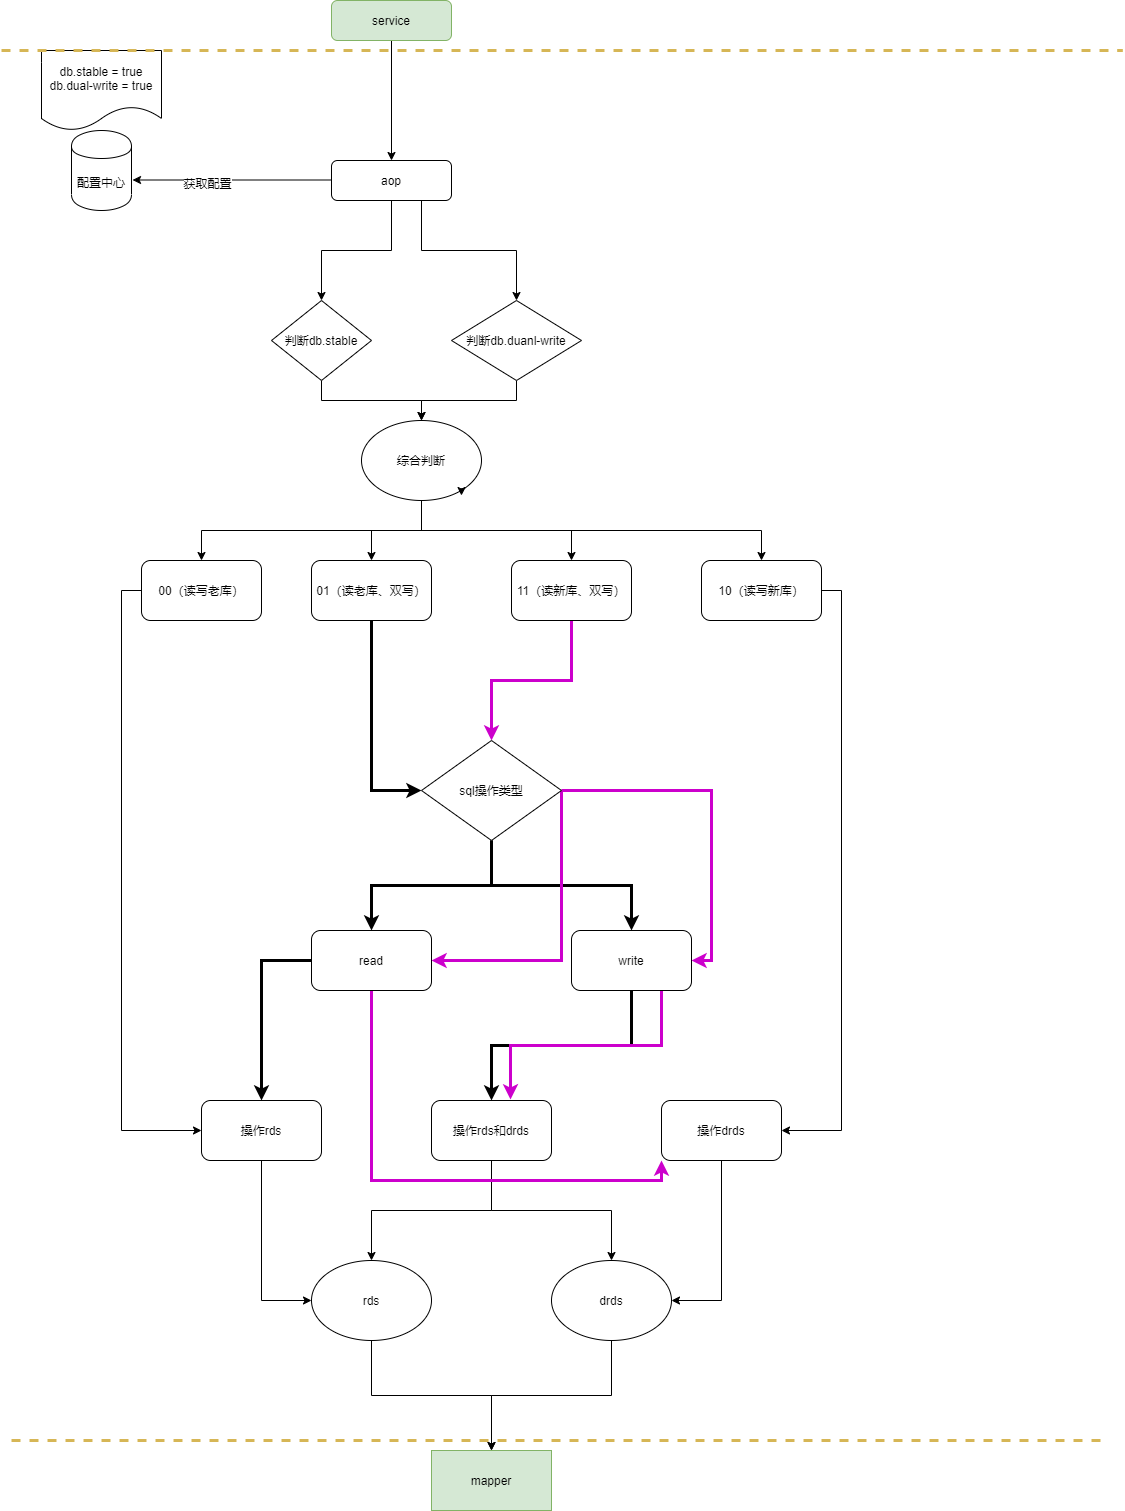 service
db.stable = true
db.dual-write = true
配置中心
获取配置
aop
判断db.stable
判断db.duanl-write
综合判断
00（读写老库）
01（读老库、双写）
11（读新库、双写）
10（读写新库）
sql操作类型
read
write
操作rds
操作rds和drds
操作drds
rds
drds
mapper